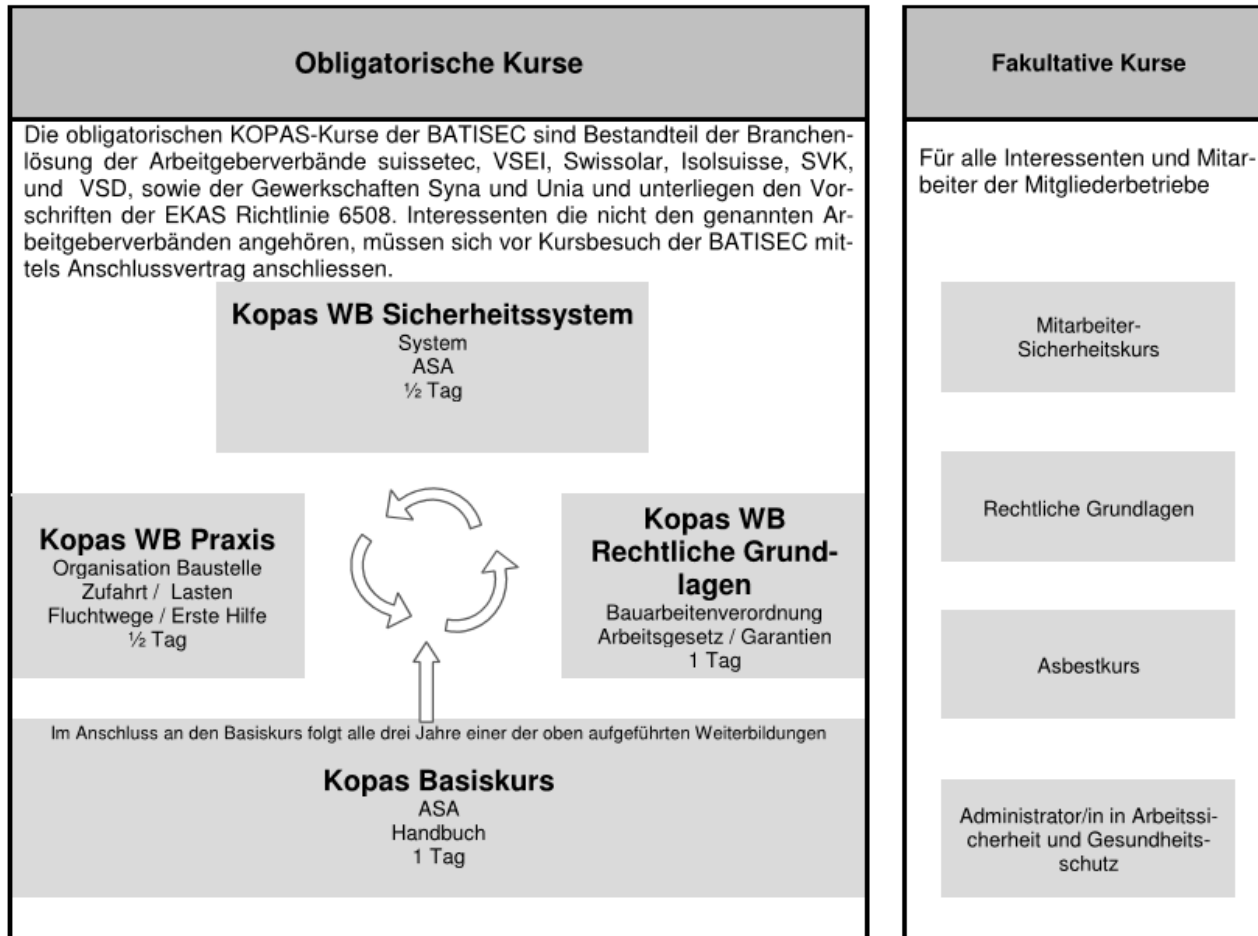 Obligatorische Kurse
Die obligatorischen KOPAS-Kurse der BATISEC sind Bestandteil der Branchen-
lösung der Arbeitgeberverbände suissetec, VSEI, Swissolar, Isolsuisse, SVK,
und VSD, sowie der Gewerkschaften Syna und Unia und unterliegen den Vor-
schriften der EKAS Richtlinie 6508. Interessenten die nicht den genannten Ar-
beitgeberverbänden angehören, müssen sich vor Kursbesuch der BATISEC mit-
tels Anschlussvertrag anschliessen.
Kopas WB Sicherheitssystem
System
ASA
½ Tag
Kopas WB Praxis
Organisation Baustelle
Zufahrt / Lasten
Fluchtwege / Erste Hilfe
½ Tag
Kopas WB
Rechtliche Grund-
lagen
Bauarbeitenverordnung
Arbeitsgesetz / Garantien
1 Tag
Im Anschluss an den Basiskurs folgt alle drei Jahre einer der oben aufgeführten Weiterbildungen
Kopas Basiskurs
ASA
Handbuch
1 Tag
Fakultative Kurse
Für alle Interessenten und Mitar-
beiter der Mitgliederbetriebe
Mitarbeiter-
Sicherheitskurs
Rechtliche Grundlagen
Asbestkurs
Administrator/in in Arbeitssi-
cherheit und Gesundheits-
schutz